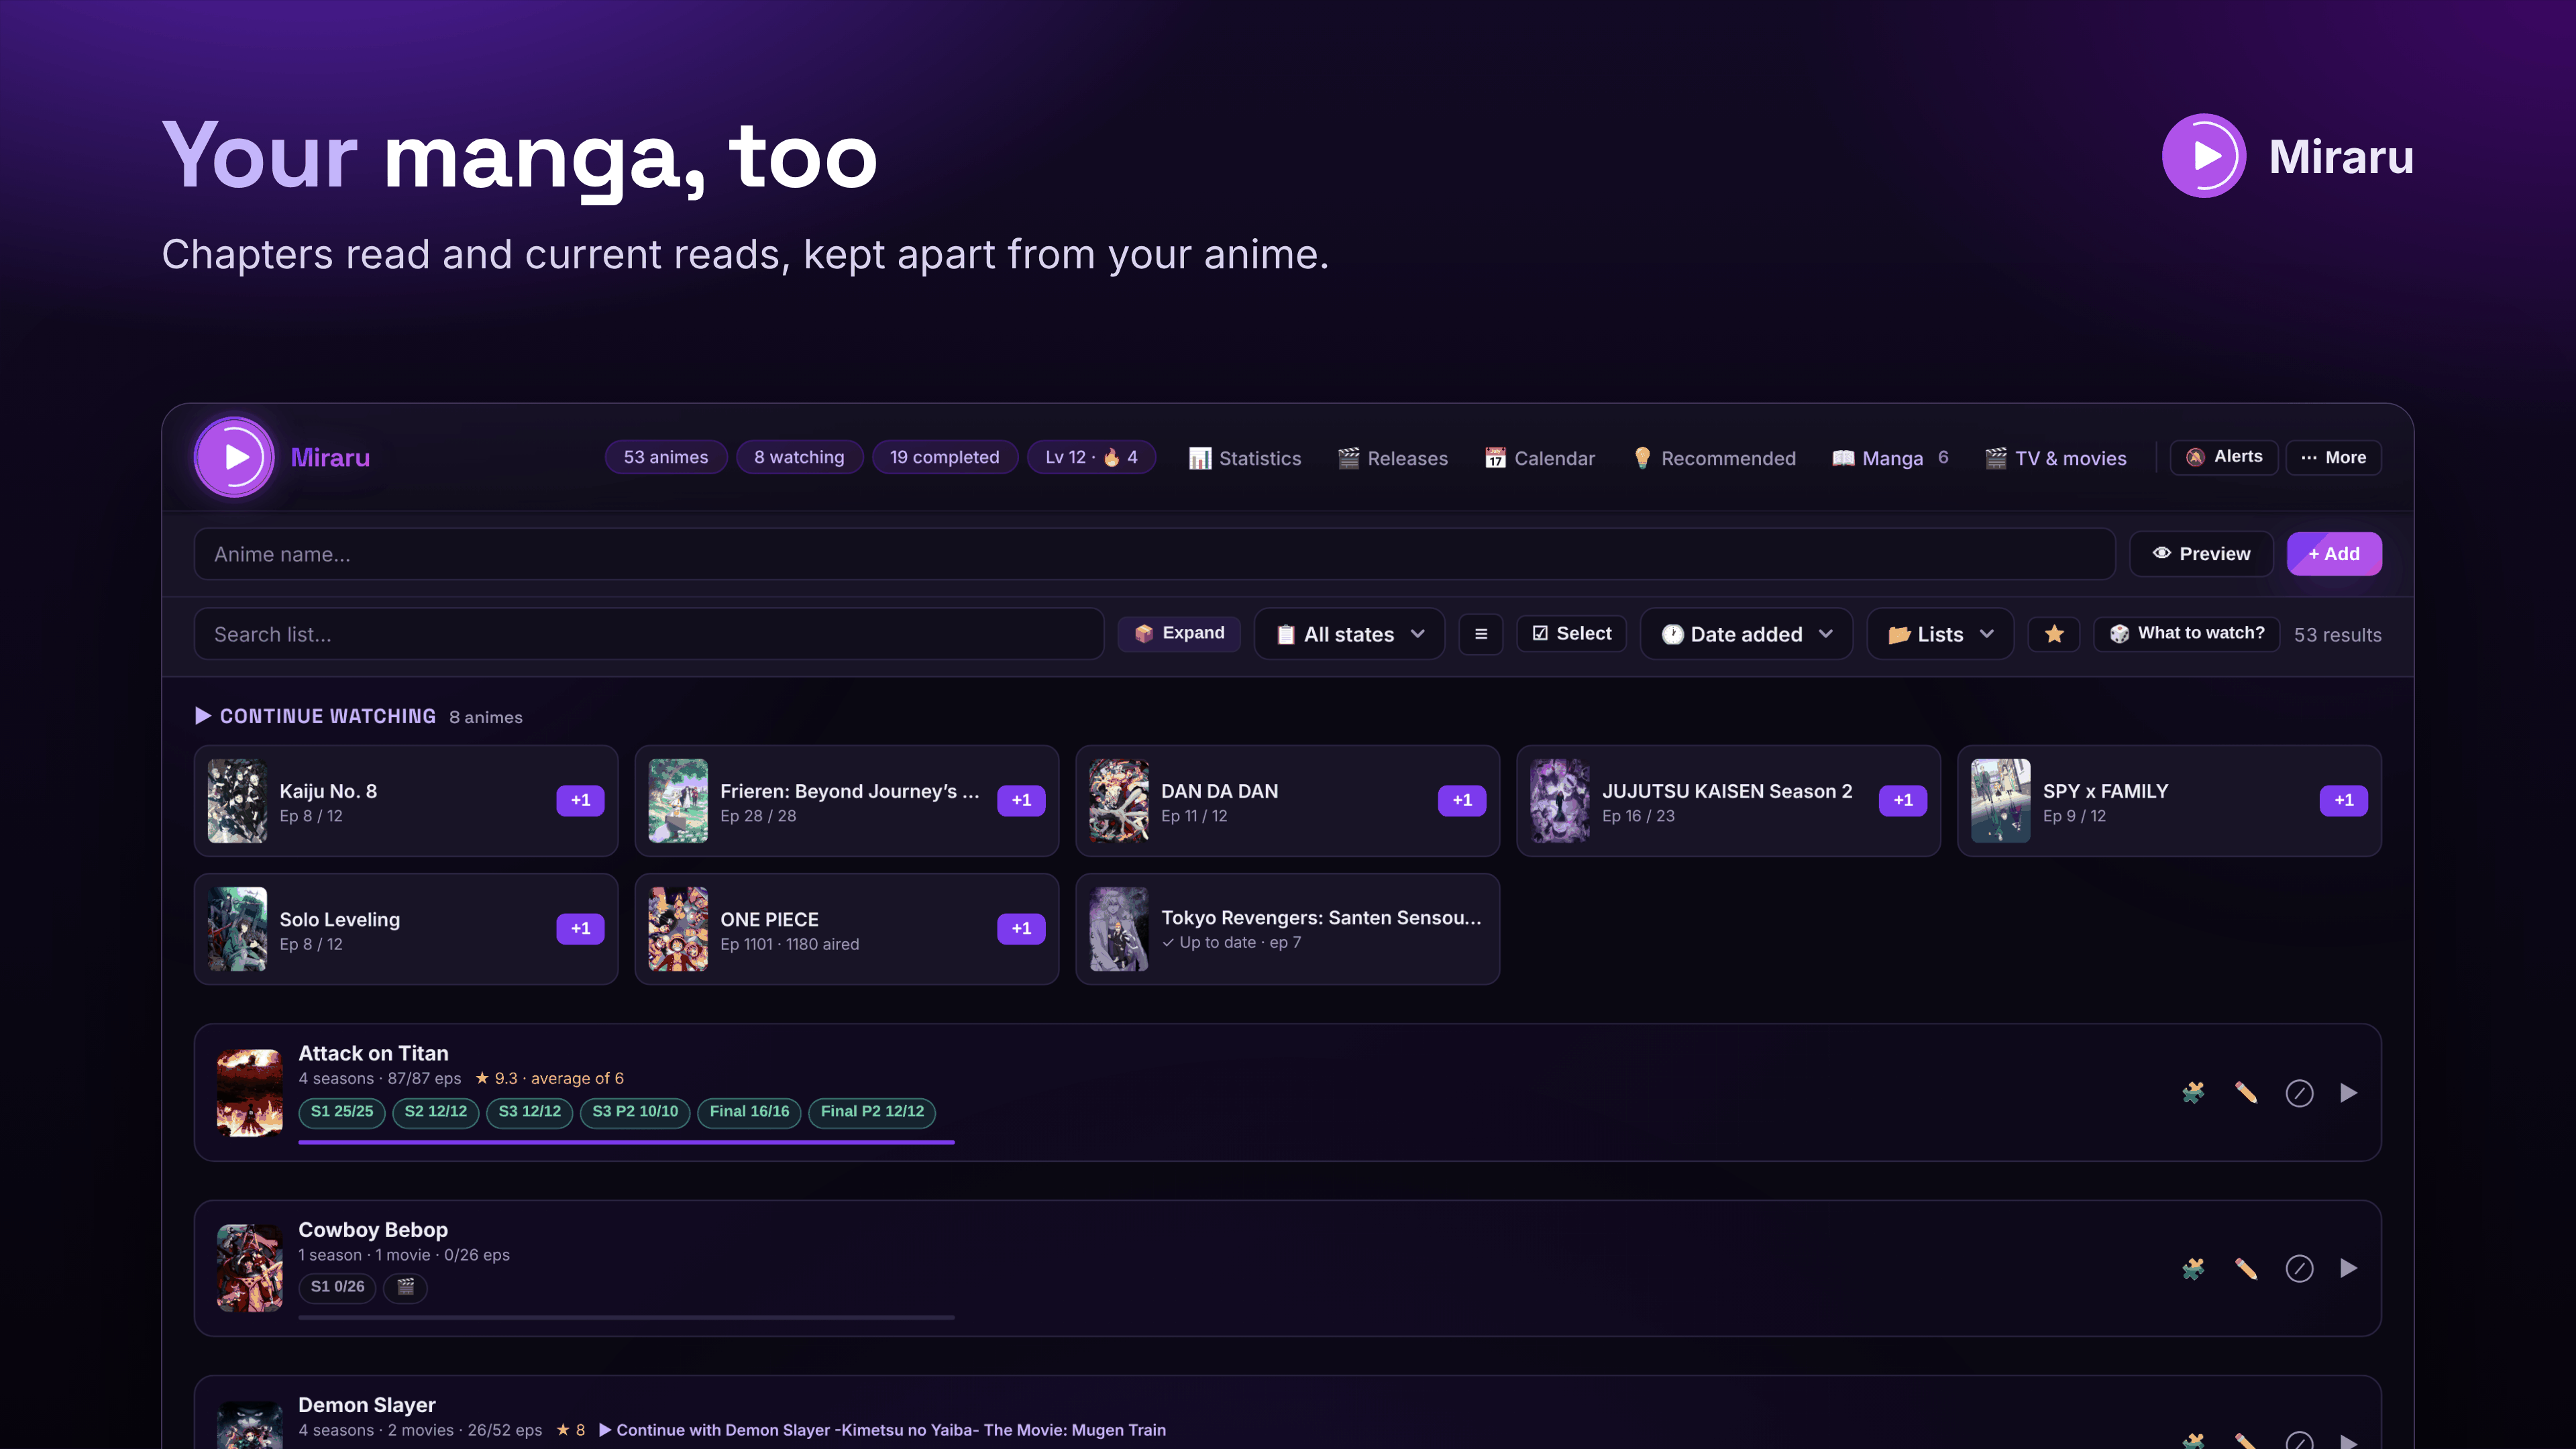 Your manga, too
Miraru
Chapters read and current reads, kept apart from your anime.
Miraru
53 animes
8 watching
19 completed
Lv 12 · 🔥 4
📊 Statistics
🎬 Releases
📅 Calendar
💡 Recommended
📖 Manga 6
🎬 TV & movies
🔕 Alerts
··· More
Anime name...
👁 Preview
+ Add
Search list...
📦 Expand
📋 All states
≡
☑ Select
🕐 Date added
📂 Lists
⭐
🎲 What to watch?
53 results
▶ CONTINUE WATCHING 8 animes
Kaiju No. 8
Ep 8 / 12
+1
Frieren: Beyond Journey's ...
Ep 28 / 28
+1
DAN DA DAN
Ep 11 / 12
+1
JUJUTSU KAISEN Season 2
Ep 16 / 23
+1
SPY x FAMILY
Ep 9 / 12
+1
Solo Leveling
Ep 8 / 12
+1
ONE PIECE
Ep 1101 · 1180 aired
+1
Tokyo Revengers: Santen Sensou...
✓ Up to date · ep 7
Attack on Titan
4 seasons · 87/87 eps ★ 9.3 · average of 6
S1 25/25 S2 12/12 S3 12/12 S3 P2 10/10 Final 16/16 Final P2 12/12
Cowboy Bebop
1 season · 1 movie · 0/26 eps
S1 0/26 🎬
Demon Slayer
4 seasons · 2 movies · 26/52 eps ★ 8 ▶ Continue with Demon Slayer -Kimetsu no Yaiba- The Movie: Mugen Train